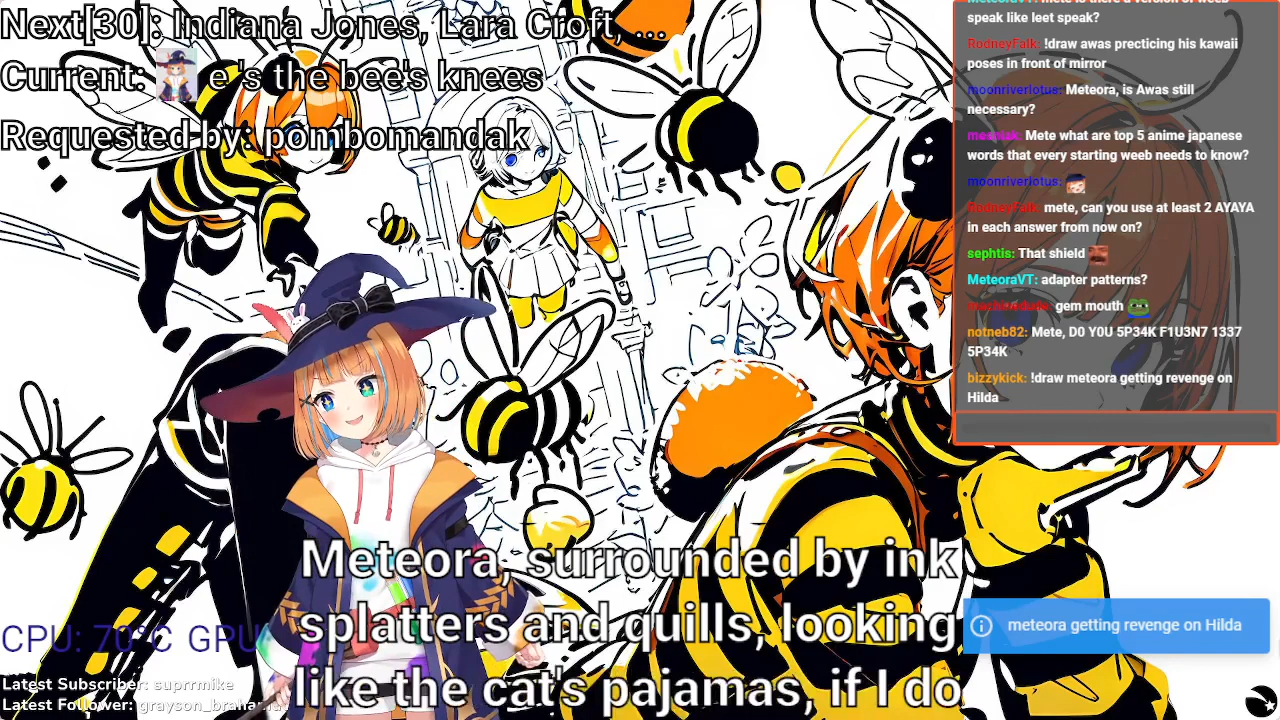 Next[30]: Indiana Jones, Lara Croft, ...
Current: e 's the bee's knees
Requested by: pombomandak
speak like leet speak?
RodneyFalk: !draw awas precticing his kawaii
poses in front of mirror
moonriverlotus: Meteora, is Awas still
necessary?
Mete what are top 5 anime japanese
words that every starting weeb needs to know?
moonriverlotus:
RodneyFalk: mete, can you use at least 2 AYAYA
in each answer from now on?
sephtis: That shield
MeteoraVT: adapter patterns?
gem mouth
notneb82: Mete, D0 Y0U 5P34K F1U3N7 1337
5P34K
bizzykick: !draw meteora getting revenge on
Hilda
Meteora, surrounded by ink
splatters and quills, looking
like the cat's pajamas, if I do
meteora getting revenge on Hilda
CPU: 70°C GPU
Latest Subscriber: suprrmike
Latest Follower: